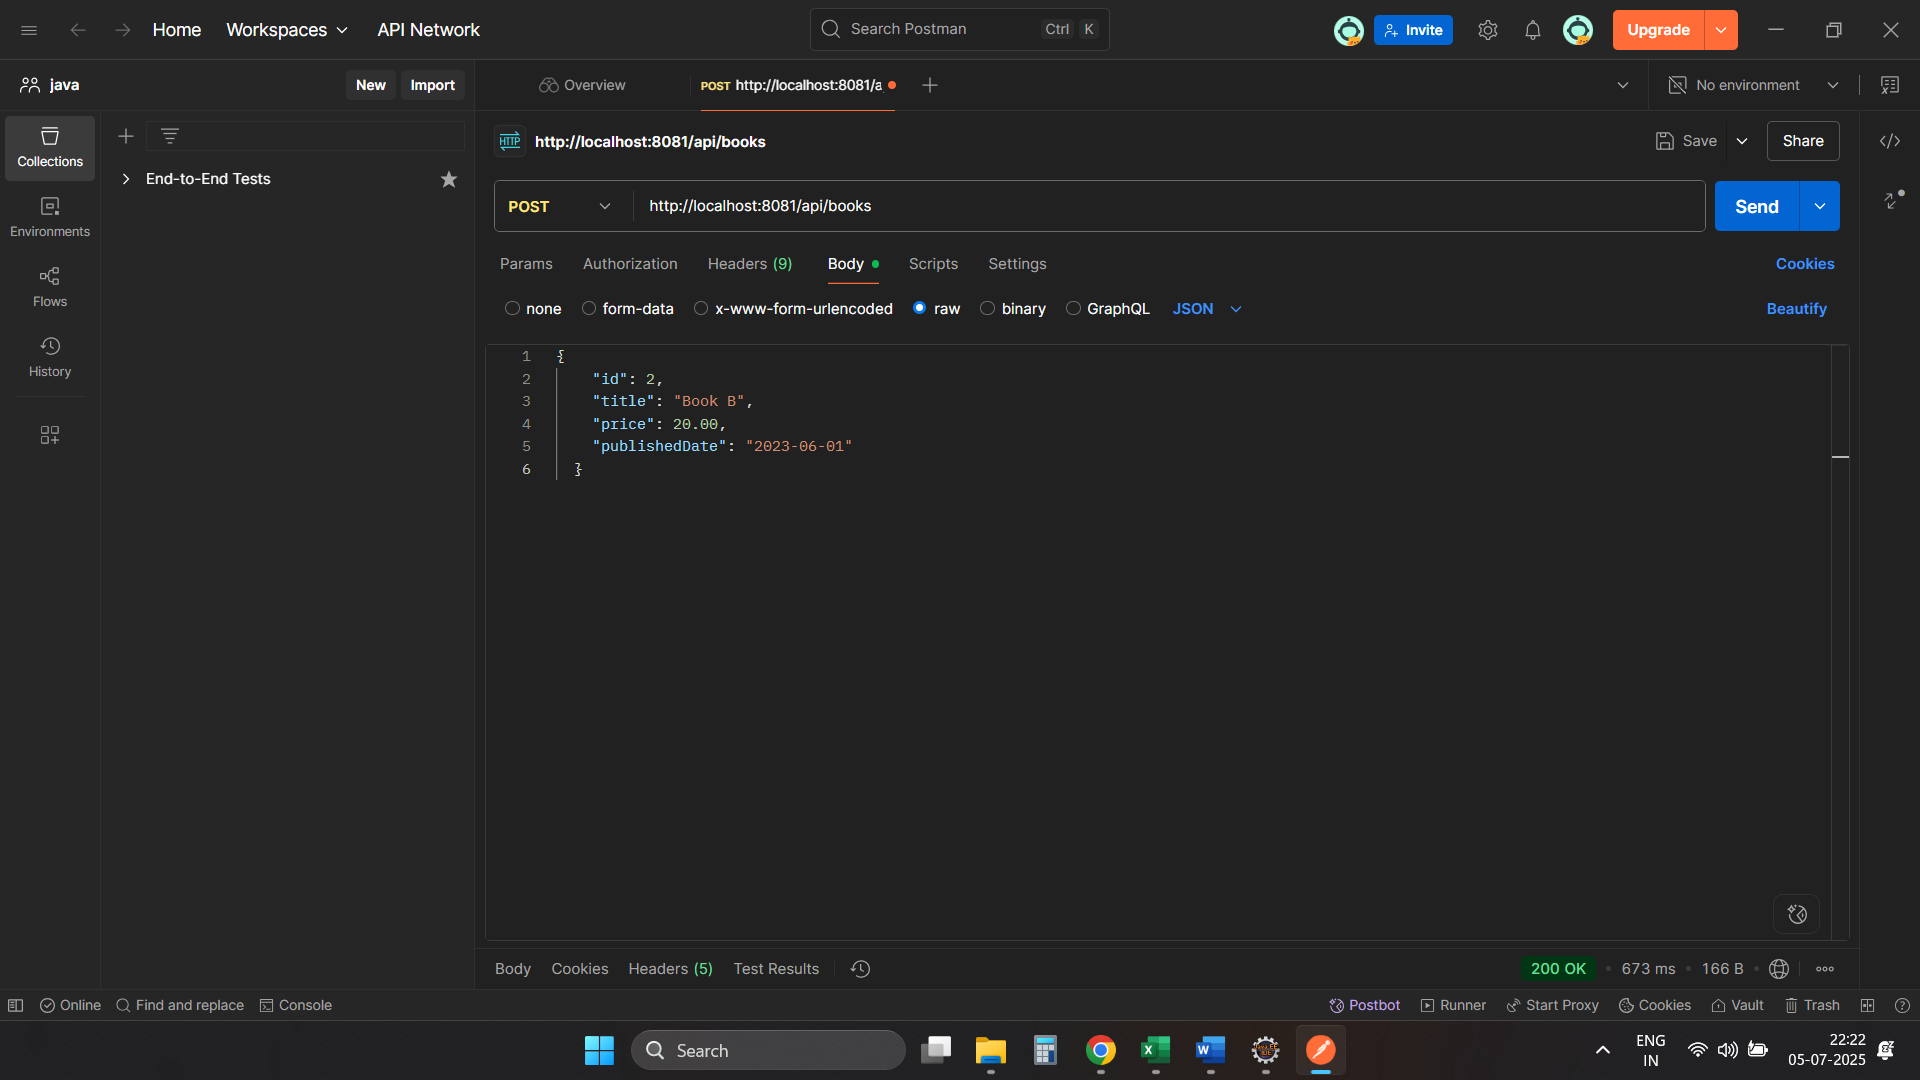 Home Workspaces API Network
Search Postman Ctrl K
Invite Upgrade
java New Import
Overview POST http://localhost:8081/a No environment
HTTP http://localhost:8081/api/books Save Share
Collections
End-to-End Tests
Environments
Flows
History
POST http://localhost:8081/api/books Send
Params Authorization Headers (9) Body Scripts Settings Cookies
none form-data x-www-form-urlencoded raw binary GraphQL JSON Beautify
1 {
2 "id": 2,
3 "title": "Book B",
4 "price": 20.00,
5 "publishedDate": "2023-06-01"
6 }
Body Cookies Headers (5) Test Results 200 OK 673 ms 166 B
Online Find and replace Console Postbot Runner Start Proxy Cookies Vault Trash
Search
ENG
IN
22:22
05-07-2025